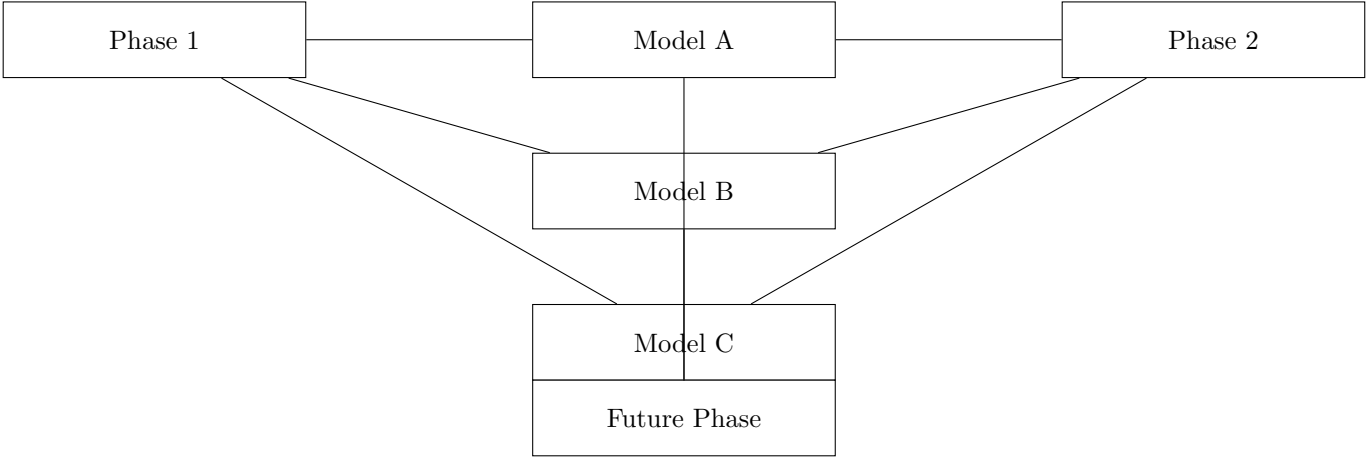 Phase 1
Model A
Phase 2
Model B
Model C
Future Phase